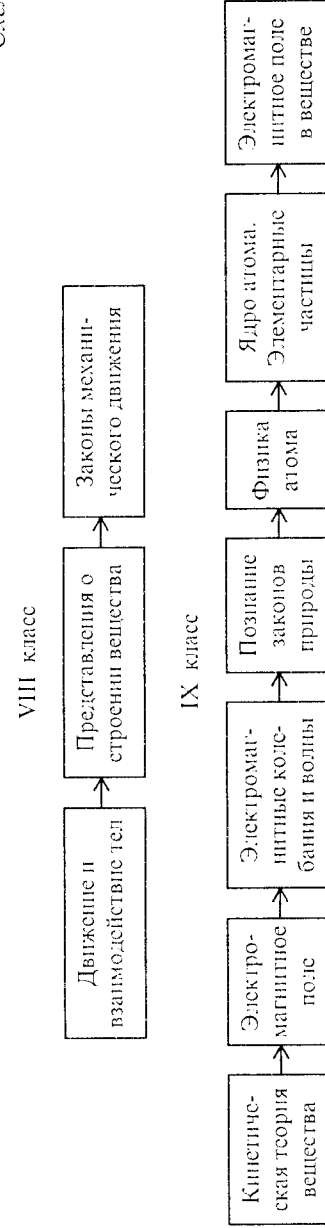 VIII класс
Движение и
взаимодействие тел
Представления о
строении вещества
Законы механи-
ческого движения
IX класс
Кинетиче-
ская теория
вещества
Электро-
магнитное
поле
Электромаг-
нитные коле-
бания и волны
Познание
законов
природы
Физика
атома
Ядро атома.
Элементарные
частицы
Электромаг-
нитное поле
в веществе